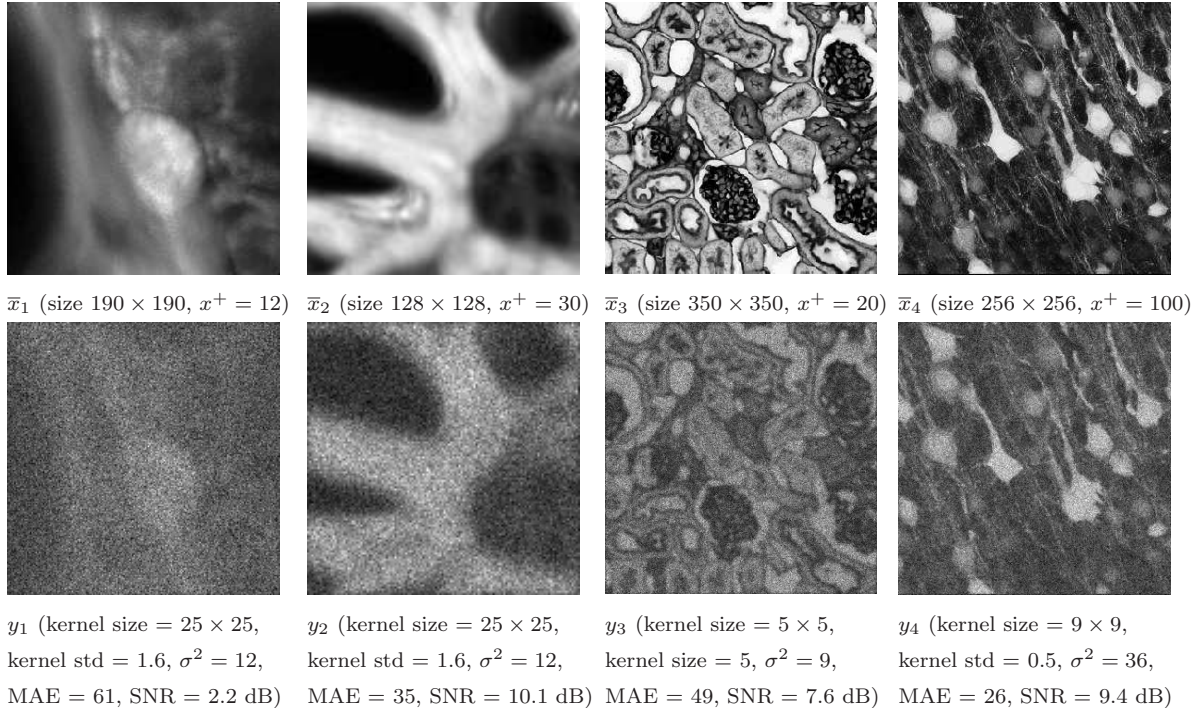 x̅₁ (size 190 × 190, x⁺ = 12) x̅₂ (size 128 × 128, x⁺ = 30) x̅₃ (size 350 × 350, x⁺ = 20) x̅₄ (size 256 × 256, x⁺ = 100)
y₁ (kernel size = 25 × 25,
kernel std = 1.6, σ² = 12,
MAE = 61, SNR = 2.2 dB)
y₂ (kernel size = 25 × 25,
kernel std = 1.6, σ² = 12,
MAE = 35, SNR = 10.1 dB)
y₃ (kernel size = 5 × 5,
kernel size = 5, σ² = 9,
MAE = 49, SNR = 7.6 dB)
y₄ (kernel size = 9 × 9,
kernel std = 0.5, σ² = 36,
MAE = 26, SNR = 9.4 dB)